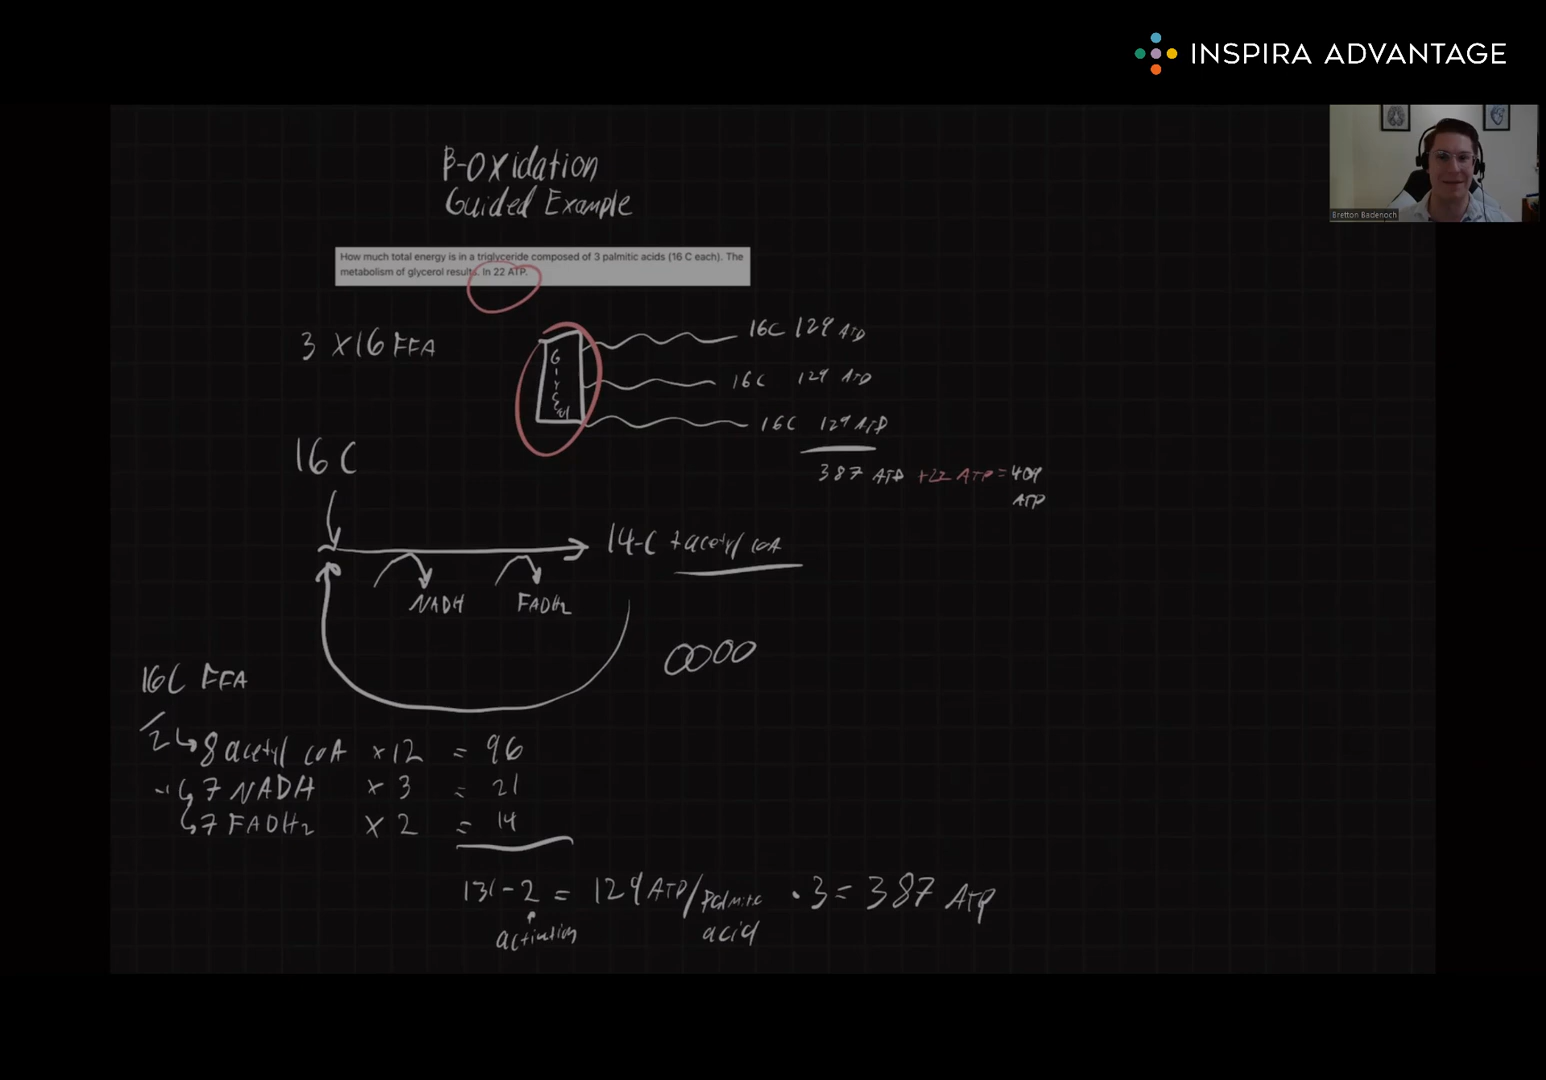 INSPIRA ADVANTAGE
Bretton Badenoch
β-oxidation
Guided Example
How much total energy is in a triglyceride composed of 3 palmitic acids (16 C each). The
metabolism of glycerol results in 22 ATP.
3 x16 FFA
Glycerol
16C 129 ATP
16C 129 ATP
16C 129 ATP
387 ATP +22 ATP = 409
ATP
16 C
14-C + acetyl coA
NADH
FADH2
16C FFA
/2 ↳ 8 acetyl coA x12 = 96
-1 ↳ 7 NADH x 3 = 21
↳ 7 FADH2 x 2 = 14
131 - 2 = 129 ATP/Palmitic acid · 3 = 387 ATP
activation